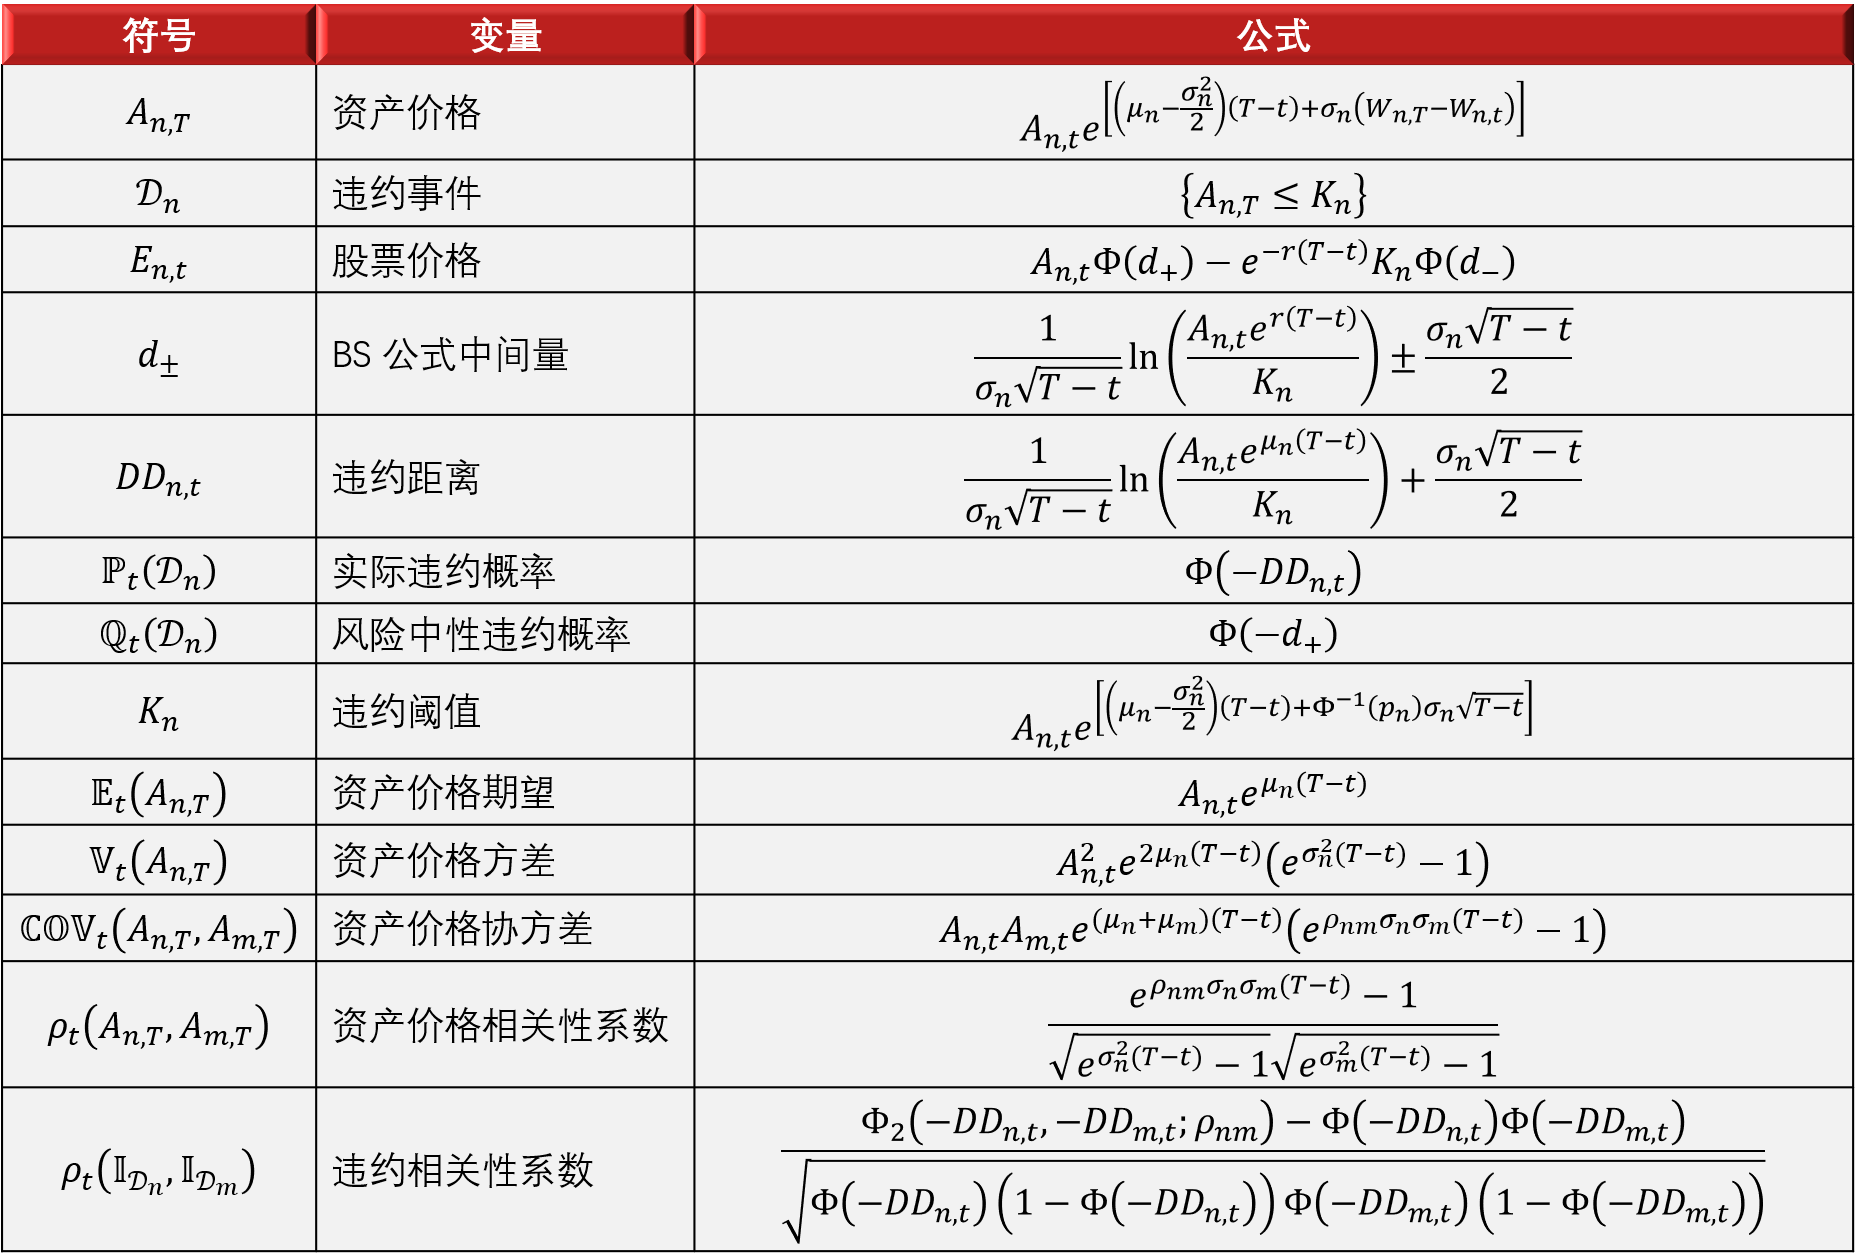 符号 变量 公式
$A_{n,T}$ 资产价格 $A_{n,t}e^{\left[\left(\mu_n-\frac{\sigma_n^2}{2}\right)(T-t)+\sigma_n(W_{n,T}-W_{n,t})\right]}$
$\mathcal{D}_n$ 违约事件 $\{A_{n,T}\leq K_n\}$
$E_{n,t}$ 股票价格 $A_{n,t}\Phi(d_+)-e^{-r(T-t)}K_n\Phi(d_-)$
$d_\pm$ BS 公式中间量 $\frac{1}{\sigma_n\sqrt{T-t}}\ln\left(\frac{A_{n,t}e^{r(T-t)}}{K_n}\right)\pm\frac{\sigma_n\sqrt{T-t}}{2}$
$DD_{n,t}$ 违约距离 $\frac{1}{\sigma_n\sqrt{T-t}}\ln\left(\frac{A_{n,t}e^{\mu_n(T-t)}}{K_n}\right)+\frac{\sigma_n\sqrt{T-t}}{2}$
$\mathbb{P}_t(\mathcal{D}_n)$ 实际违约概率 $\Phi(-DD_{n,t})$
$\mathbb{Q}_t(\mathcal{D}_n)$ 风险中性违约概率 $\Phi(-d_+)$
$K_n$ 违约阈值 $A_{n,t}e^{\left[\left(\mu_n-\frac{\sigma_n^2}{2}\right)(T-t)+\Phi^{-1}(p_n)\sigma_n\sqrt{T-t}\right]}$
$\mathbb{E}_t(A_{n,T})$ 资产价格期望 $A_{n,t}e^{\mu_n(T-t)}$
$\mathbb{V}_t(A_{n,T})$ 资产价格方差 $A_{n,t}^2e^{2\mu_n(T-t)}(e^{\sigma_n^2(T-t)}-1)$
$\mathbb{COV}_t(A_{n,T},A_{m,T})$ 资产价格协方差 $A_{n,t}A_{m,t}e^{(\mu_n+\mu_m)(T-t)}(e^{\rho_{nm}\sigma_n\sigma_m(T-t)}-1)$
$\rho_t(A_{n,T},A_{m,T})$ 资产价格相关性系数 $\frac{e^{\rho_{nm}\sigma_n\sigma_m(T-t)}-1}{\sqrt{e^{\sigma_n^2(T-t)}-1}\sqrt{e^{\sigma_m^2(T-t)}-1}}$
$\rho_t(\mathbb{I}_{\mathcal{D}_n},\mathbb{I}_{\mathcal{D}_m})$ 违约相关性系数 $\frac{\Phi_2(-DD_{n,t},-DD_{m,t};\rho_{nm})-\Phi(-DD_{n,t})\Phi(-DD_{m,t})}{\sqrt{\Phi(-DD_{n,t})\left(1-\Phi(-DD_{n,t})\right)\Phi(-DD_{m,t})\left(1-\Phi(-DD_{m,t})\right)}}$